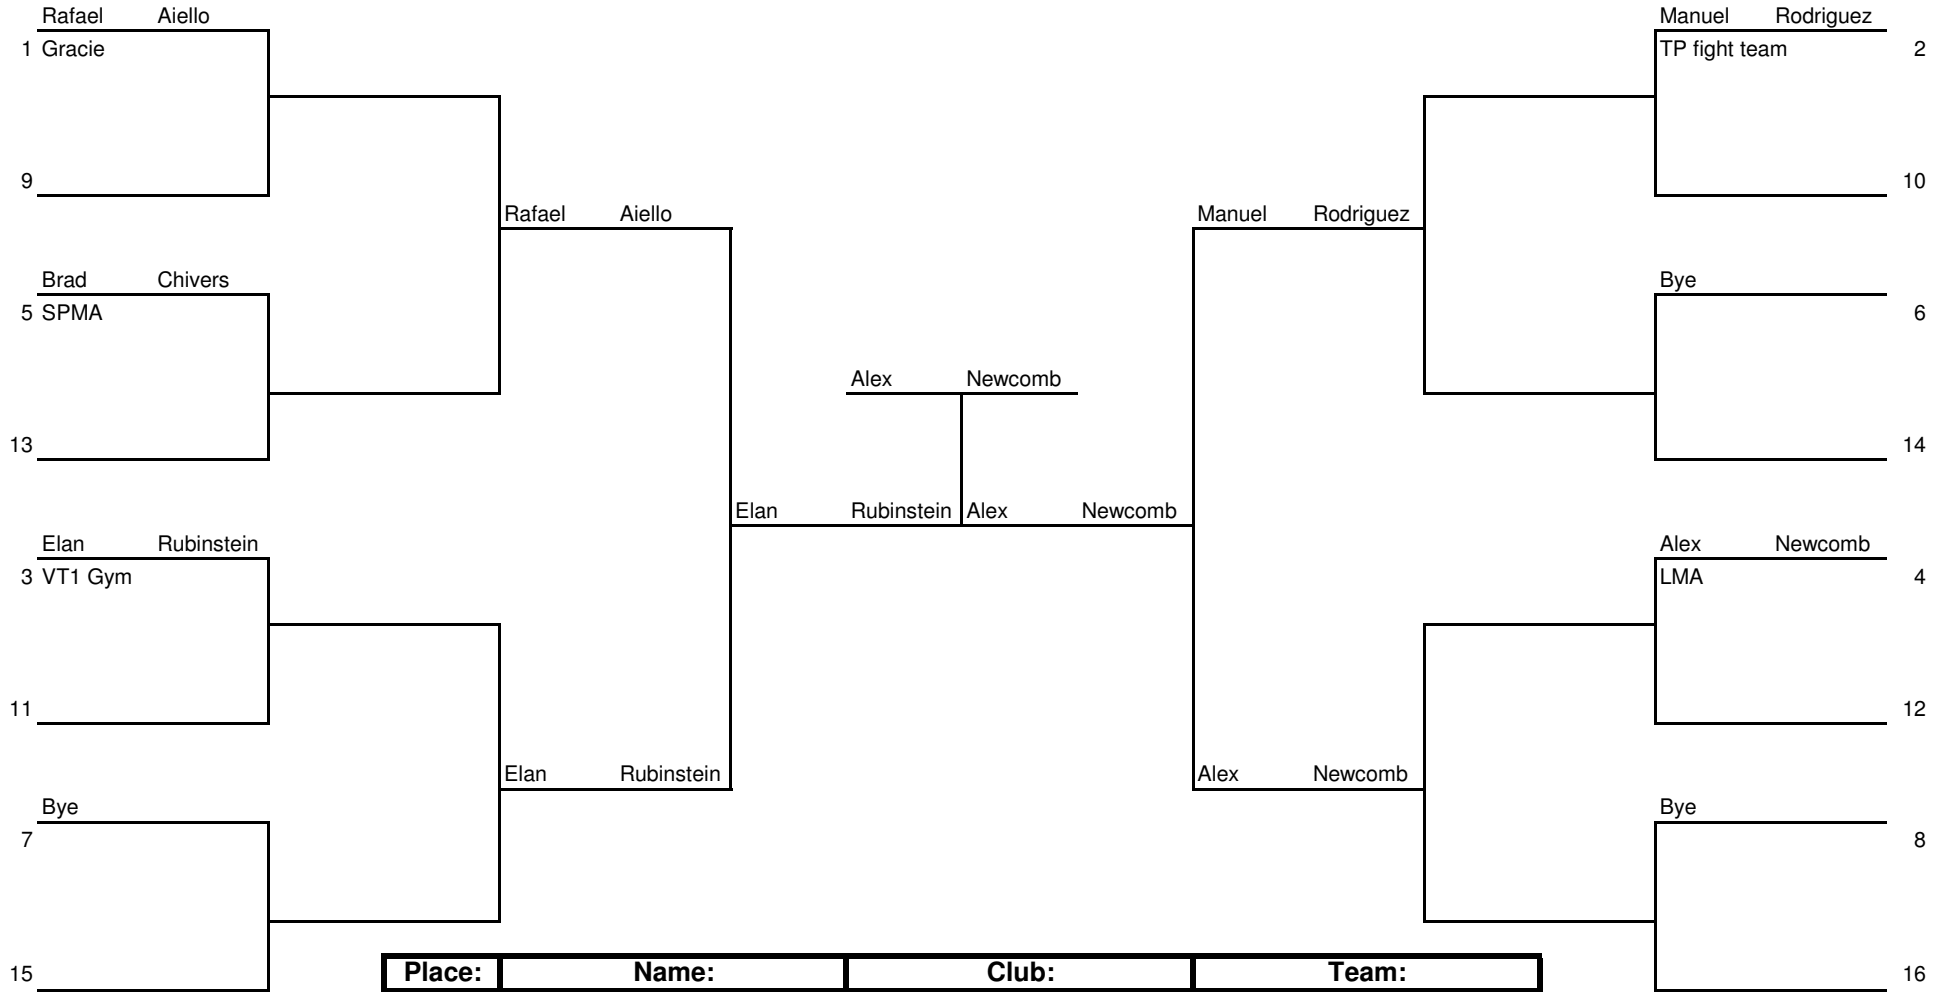 Rafael Aiello Manuel Rodriguez
1 Gracie TP fight team 2
9 10
Rafael Aiello Manuel Rodriguez
Brad Chivers Bye
5 SPMA 6
Alex Newcomb
13 14
Elan Rubinstein Alex Newcomb
Elan Rubinstein Alex Newcomb
3 VT1 Gym LMA 4
11 12
Elan Rubinstein Alex Newcomb
Bye Bye
7 8
15 Place: Name: Club: Team: 16